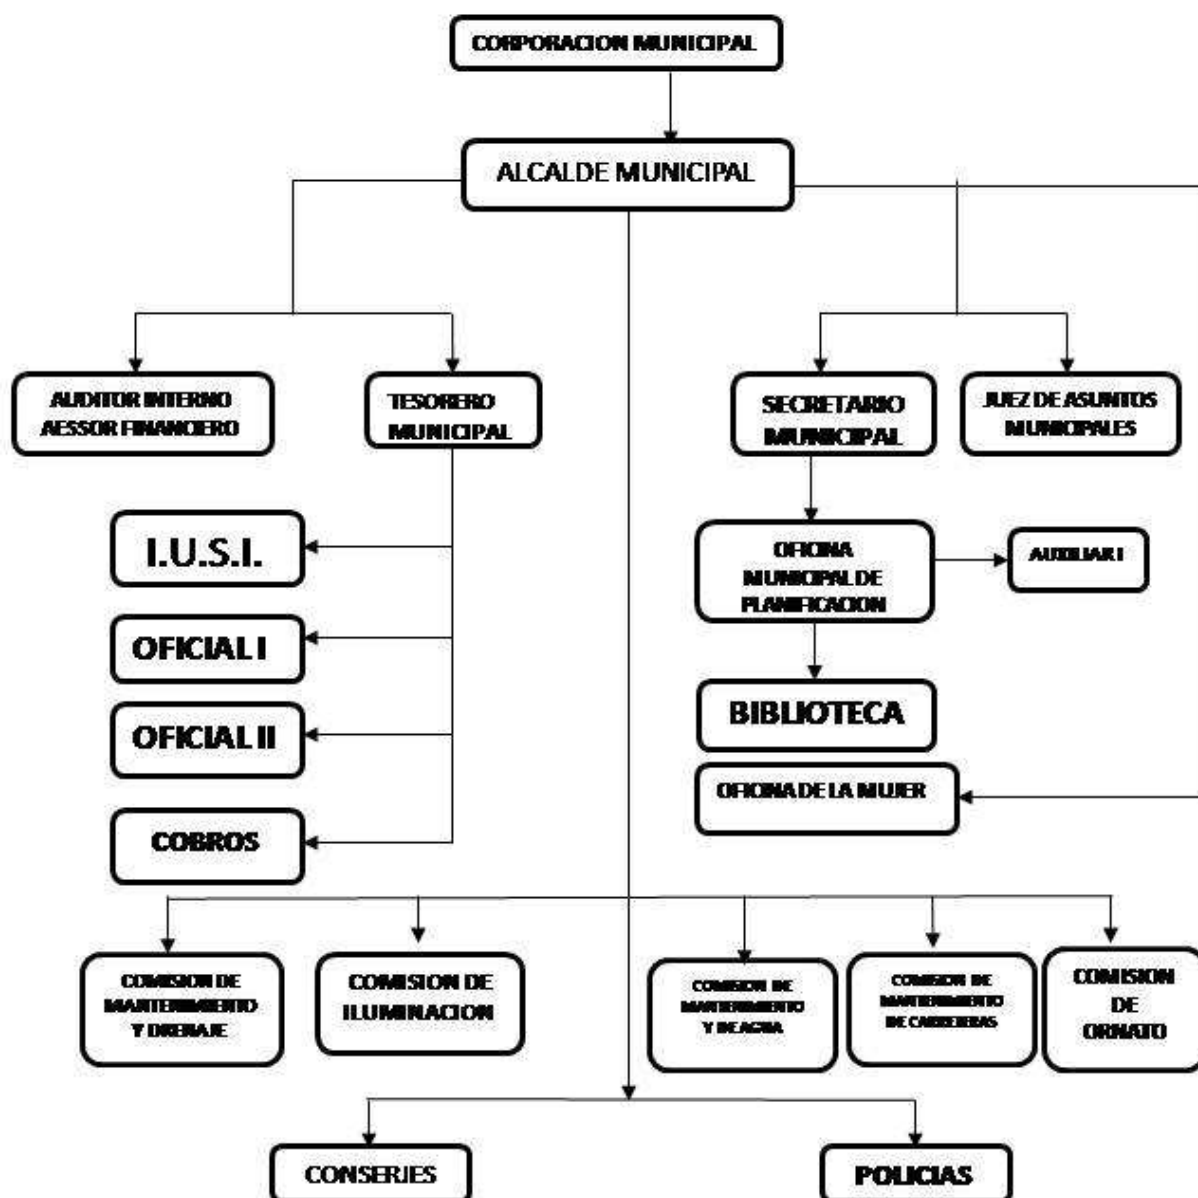 CORPORACION MUNICIPAL
ALCALDE MUNICIPAL
AUDITOR INTERNO
AESSOR FINANCIERO
TESORERO
MUNICIPAL
SECRETARIO
MUNICIPAL
JUEZ DE ASUNTOS
MUNICIPALES
I.U.S.I.
OFICIAL I
OFICIAL II
COBROS
OFICINA
MUNICIPAL DE
PLANIFICACION
AUXILIAR I
BIBLIOTECA
OFICINA DE LA MUJER
COMISION DE
MANTENIMIENTO
Y DRENAJE
COMISION DE
ILUMINACION
COMISION DE
MANTENIMIENTO
Y DE AGUA
COMISION DE
MANTENIMIENTO
DE CARRETERAS
COMISION
DE
ORNATO
CONSERJES
POLICIAS